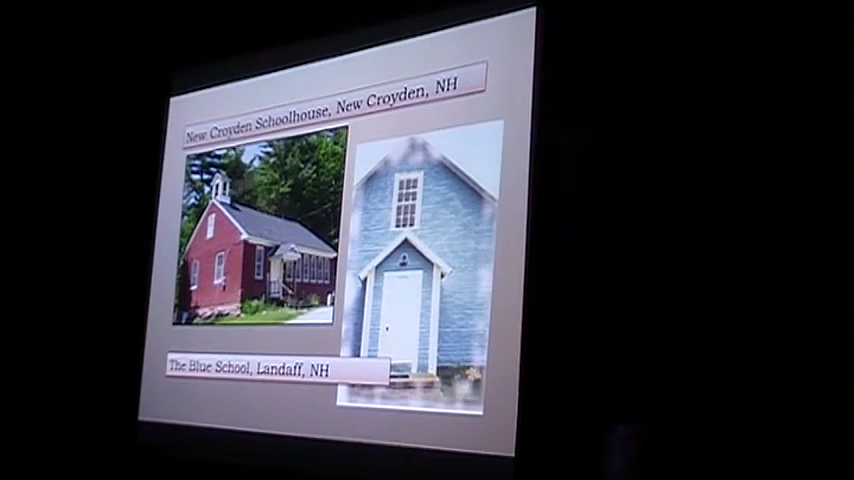 New Croyden Schoolhouse, New Croyden, NH
The Blue School, Landaff, NH